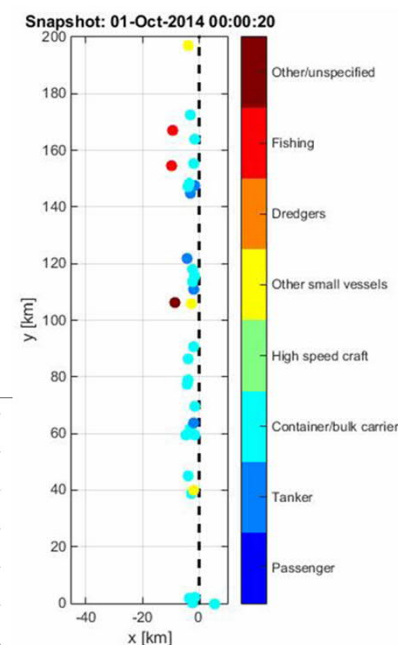 Snapshot: 01-Oct-2014 00:00:20
200
180
160
140
120
100
80
60
40
20
0
y [km]
-40 -20 0
x [km]
Other/unspecified
Fishing
Dredgers
Other small vessels
High speed craft
Container/bulk carrier
Tanker
Passenger